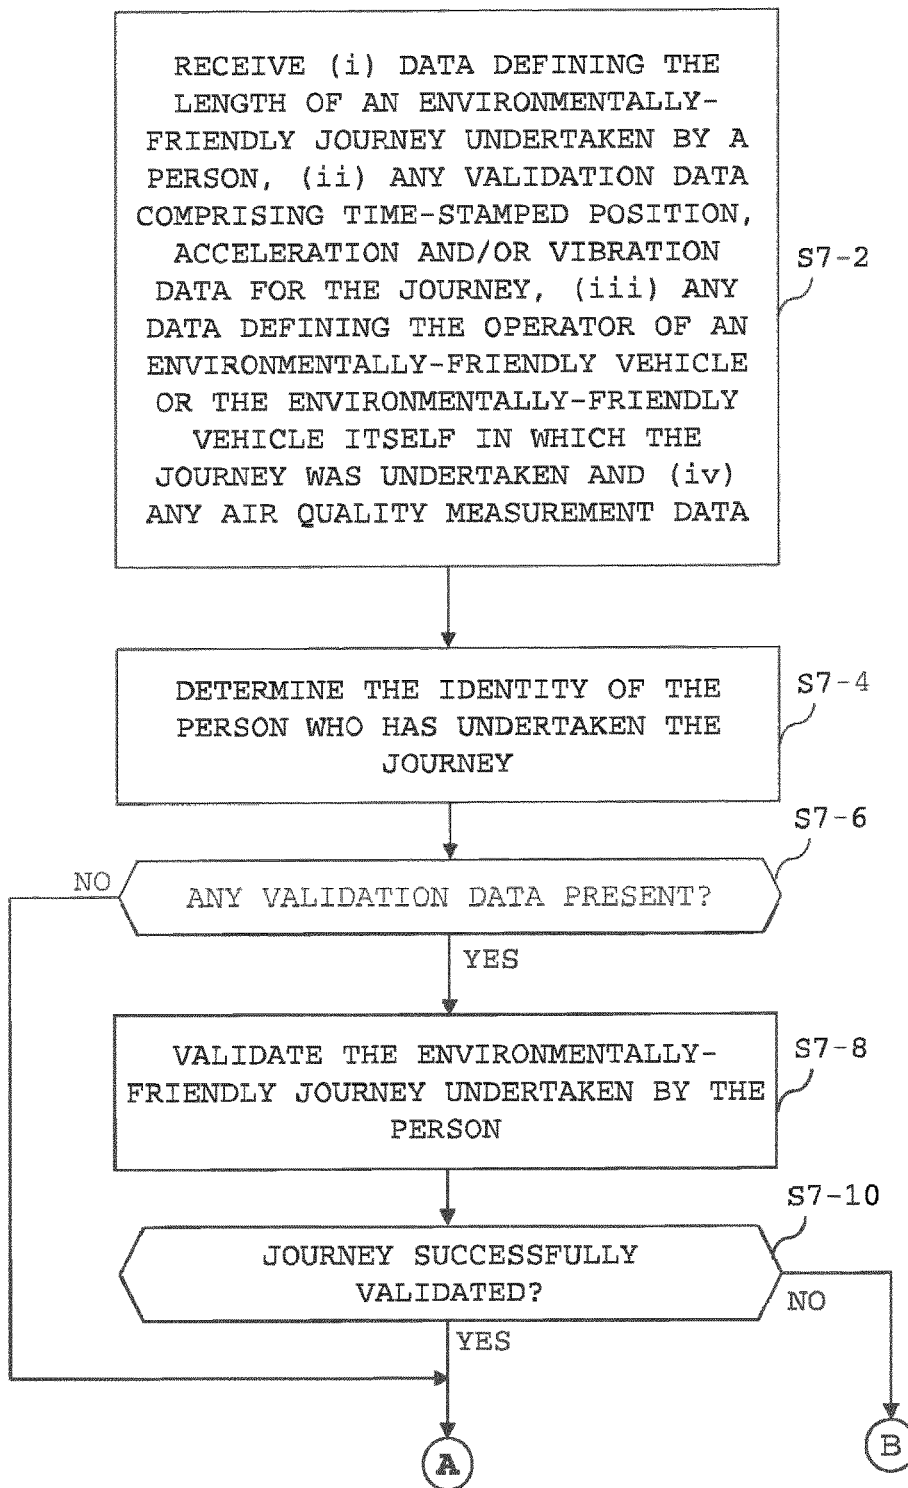 RECEIVE (i) DATA DEFINING THE
LENGTH OF AN ENVIRONMENTALLY-
FRIENDLY JOURNEY UNDERTAKEN BY A
PERSON, (ii) ANY VALIDATION DATA
COMPRISING TIME-STAMPED POSITION,
ACCELERATION AND/OR VIBRATION
DATA FOR THE JOURNEY, (iii) ANY
DATA DEFINING THE OPERATOR OF AN
ENVIRONMENTALLY-FRIENDLY VEHICLE
OR THE ENVIRONMENTALLY-FRIENDLY
VEHICLE ITSELF IN WHICH THE
JOURNEY WAS UNDERTAKEN AND (iv)
ANY AIR QUALITY MEASUREMENT DATA
S7-2
DETERMINE THE IDENTITY OF THE
PERSON WHO HAS UNDERTAKEN THE
JOURNEY
S7-4
S7-6
NO
ANY VALIDATION DATA PRESENT?
YES
VALIDATE THE ENVIRONMENTALLY-
FRIENDLY JOURNEY UNDERTAKEN BY THE
PERSON
S7-8
S7-10
JOURNEY SUCCESSFULLY
VALIDATED?
NO
YES
A
B